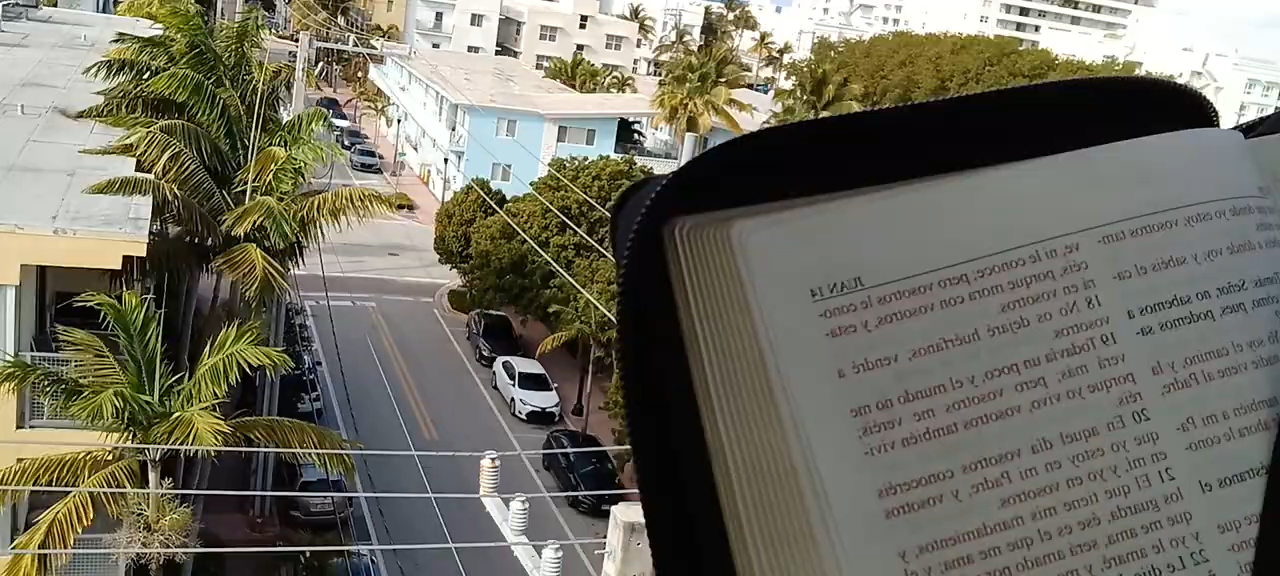 JUAN 14
donde yo estoy, vosotros tam-
a donde voy, y sabéis el ca-
Señor, no sabemos a
cómo, pues, podemos sa-
Yo soy el camino, y la
nadie viene al Padre,
también a mi Pa-
ahora le cono-
el
ce que
cono-
ve, ni le conoce; pero vosotros le cono-
céis, porque mora con vosotros, y esta-
rá en vosotros.
18 No os dejaré huérfanos; vendré a
vosotros.
19 Todavía un poco, y el mundo no me
verá más; pero vosotros me veréis;
porque yo vivo, vosotros también vivi-
réis.
20 En aquel día vosotros conoceréis
que yo estoy en mi Padre, y vosotros
en mí, y yo en vosotros.
21 El que tiene mis mandamientos, y
los guarda, ése es el que me ama; y el
que me ama, será amado por
y yo le amaré, y
22 Le dijo